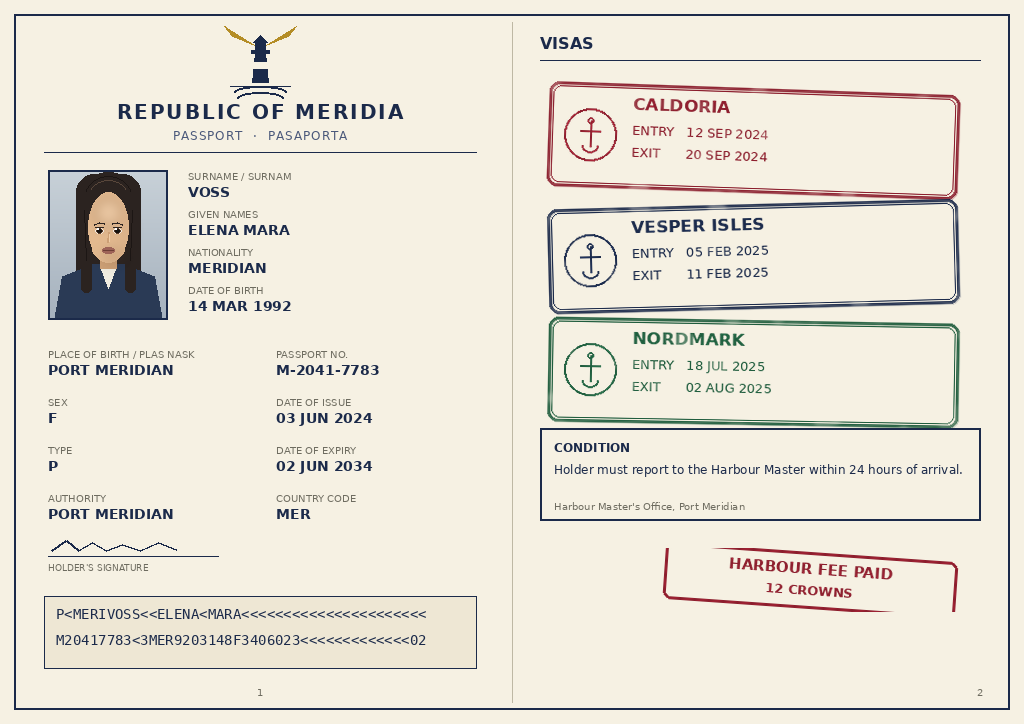 REPUBLIC OF MERIDIA
PASSPORT · PASAPORTA
SURNAME / SURNAM
VOSS
GIVEN NAMES
ELENA MARA
NATIONALITY
MERIDIAN
DATE OF BIRTH
14 MAR 1992
PLACE OF BIRTH / PLAS NASK
PORT MERIDIAN
PASSPORT NO.
M-2041-7783
SEX
F
DATE OF ISSUE
03 JUN 2024
TYPE
P
DATE OF EXPIRY
02 JUN 2034
AUTHORITY
PORT MERIDIAN
COUNTRY CODE
MER
HOLDER'S SIGNATURE
P<MERIVOSS<<ELENA<MARA<<<<<<<<<<<<<<<<<<<<<<
M20417783<3MER9203148F3406023<<<<<<<<<<<<<02
1
VISAS
CALDORIA
ENTRY 12 SEP 2024
EXIT 20 SEP 2024
VESPER ISLES
ENTRY 05 FEB 2025
EXIT 11 FEB 2025
NORDMARK
ENTRY 18 JUL 2025
EXIT 02 AUG 2025
CONDITION
Holder must report to the Harbour Master within 24 hours of arrival.
Harbour Master's Office, Port Meridian
HARBOUR FEE PAID
12 CROWNS
2